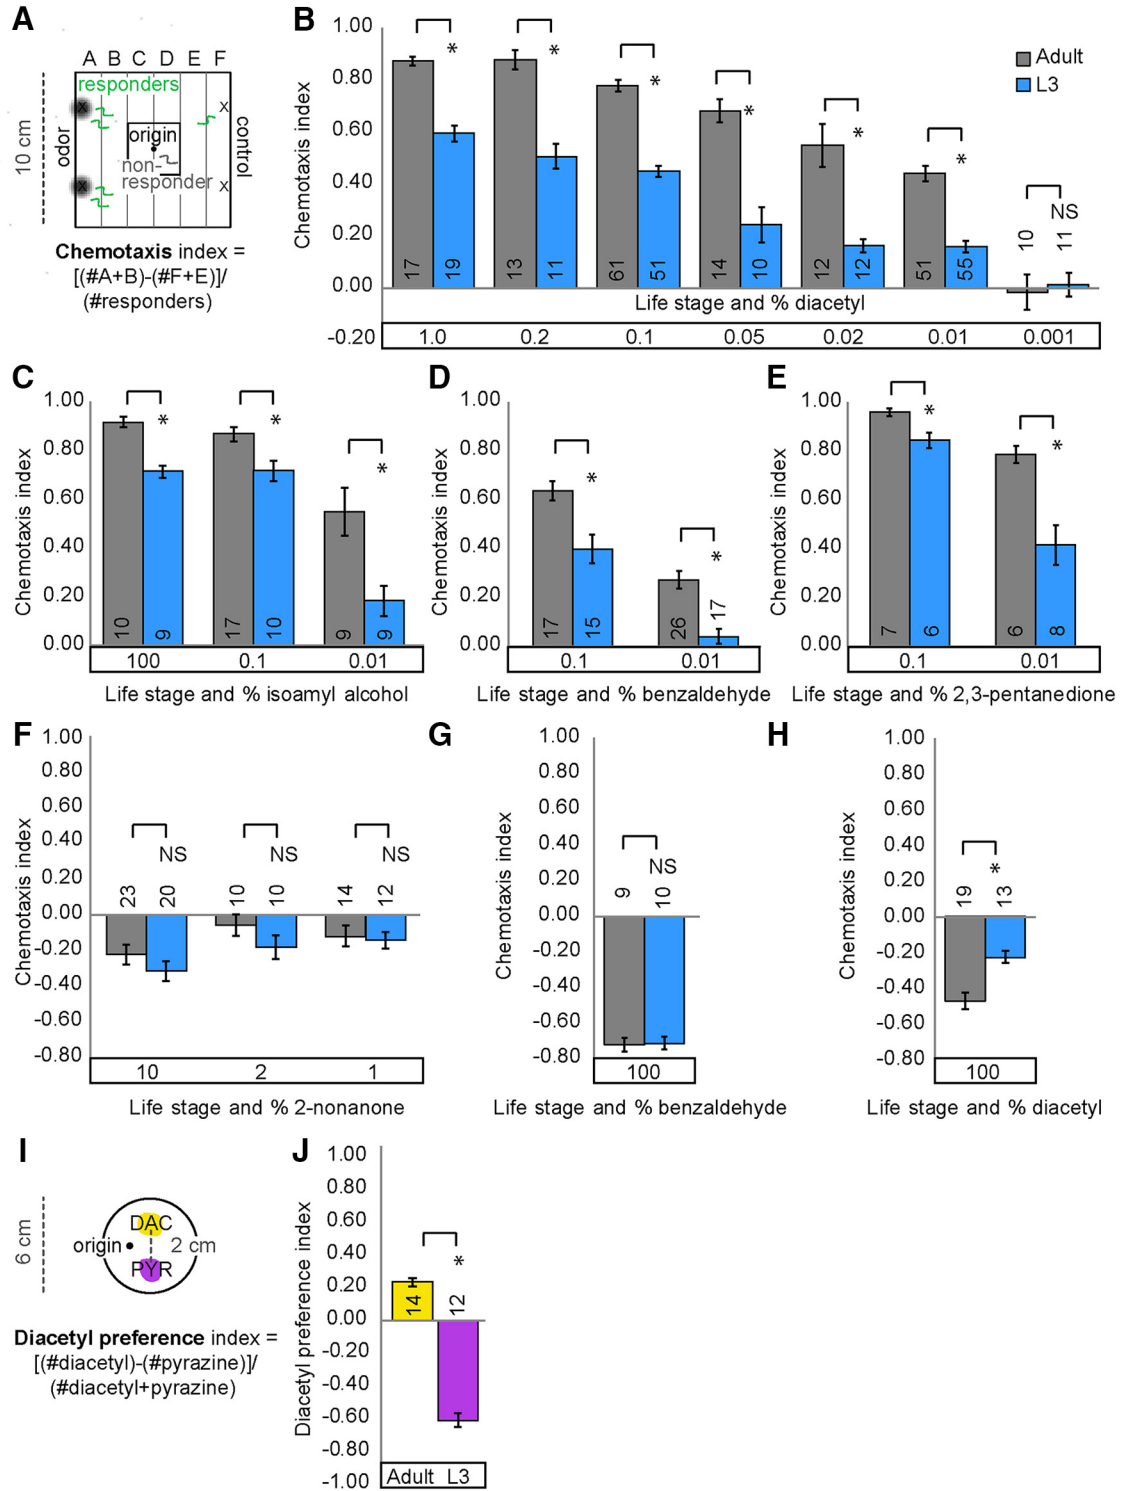 A
A B C D E F
responders
X X
10 cm
odor
origin
control
non-
responder
X X
Chemotaxis index =
[(#A+B)-(#F+E)]/
(#responders)
B
Chemotaxis index
1.00
0.80
0.60
0.40
0.20
0.00
-0.20
* * * * * * NS
Adult
L3
17 19 13 11 61 51 14 10 12 12 51 55 10 11
Life stage and % diacetyl
1.0 0.2 0.1 0.05 0.02 0.01 0.001
C
Chemotaxis index
1.00
0.80
0.60
0.40
0.20
0.00
* * *
10 9 17 10 9 9
100 0.1 0.01
Life stage and % isoamyl alcohol
D
Chemotaxis index
1.00
0.80
0.60
0.40
0.20
0.00
* *
17 15 26 17
0.1 0.01
Life stage and % benzaldehyde
E
Chemotaxis index
1.00
0.80
0.60
0.40
0.20
0.00
* *
7 6 6 8
0.1 0.01
Life stage and % 2,3-pentanedione
F
Chemotaxis index
1.00
0.80
0.60
0.40
0.20
0.00
-0.20
-0.40
-0.60
-0.80
NS NS NS
23 20 10 10 14 12
10 2 1
Life stage and % 2-nonanone
G
Chemotaxis index
1.00
0.80
0.60
0.40
0.20
0.00
-0.20
-0.40
-0.60
-0.80
NS
9 10
100
Life stage and % benzaldehyde
H
Chemotaxis index
1.00
0.80
0.60
0.40
0.20
0.00
-0.20
-0.40
-0.60
-0.80
*
19 13
100
Life stage and % diacetyl
I
6 cm
DAC
origin 2 cm
PYR
Diacetyl preference index =
[(#diacetyl)-(#pyrazine)]/
(#diacetyl+pyrazine)
J
Diacetyl preference index
1.00
0.80
0.60
0.40
0.20
0.00
-0.20
-0.40
-0.60
-0.80
-1.00
*
14 12
Adult L3